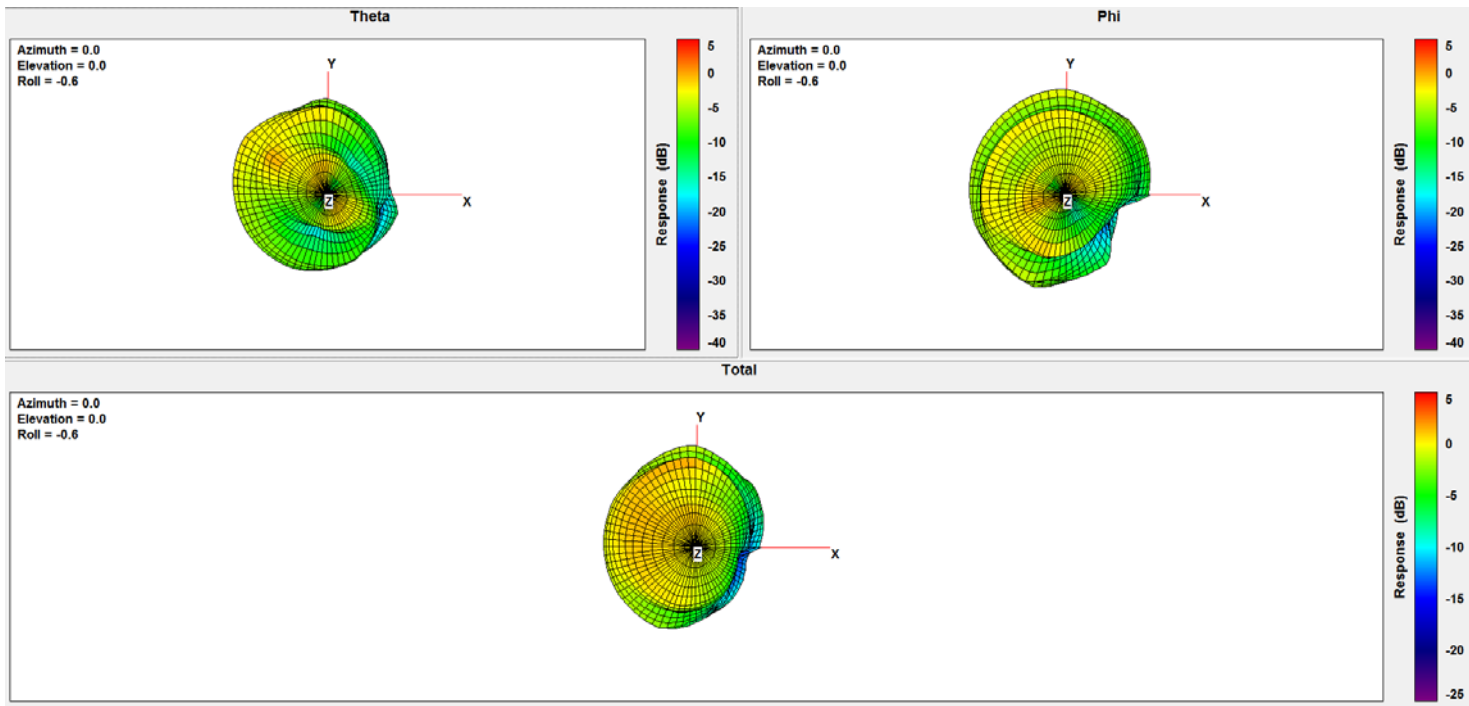 Theta
Azimuth = 0.0
Elevation = 0.0
Roll = -0.6
Y
X
Z
5
0
-5
-10
-15
-20
-25
-30
-35
-40
Response (dB)
Phi
Azimuth = 0.0
Elevation = 0.0
Roll = -0.6
Y
X
Z
5
0
-5
-10
-15
-20
-25
-30
-35
-40
Response (dB)
Total
Azimuth = 0.0
Elevation = 0.0
Roll = -0.6
Y
X
Z
5
0
-5
-10
-15
-20
-25
Response (dB)